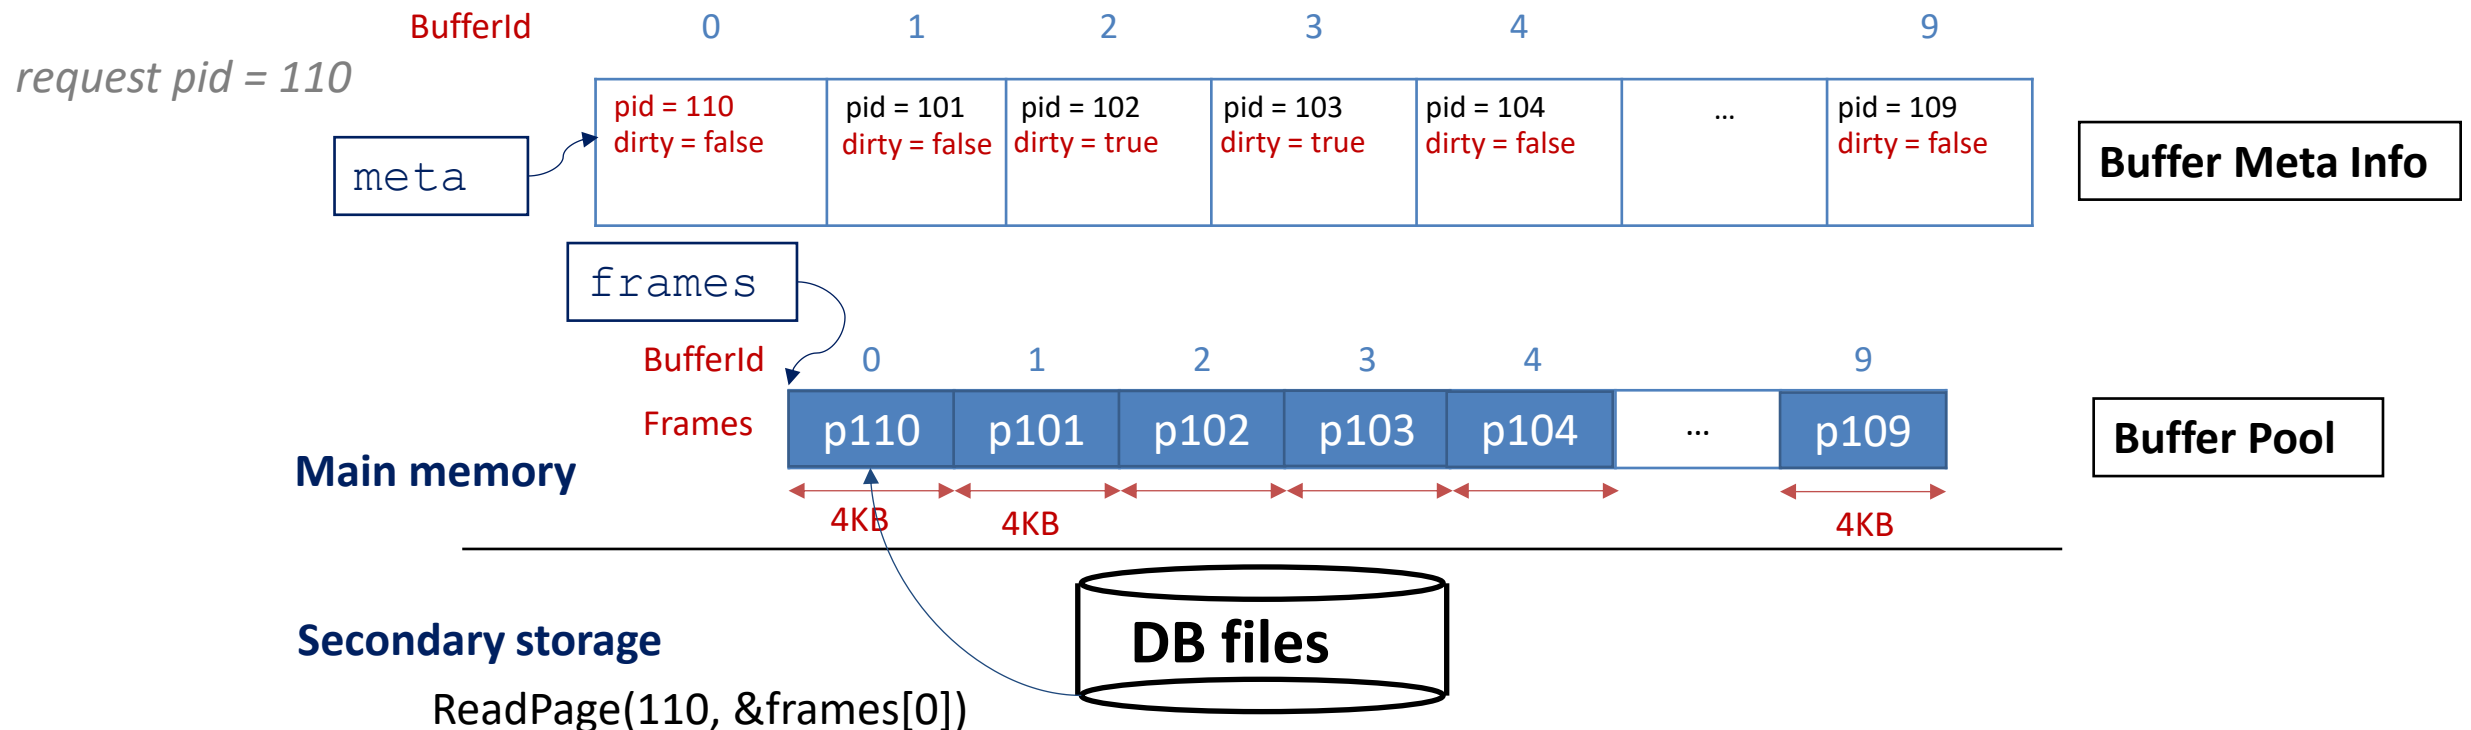 BufferId 0 1 2 3 4 9
request pid = 110
pid = 110 pid = 101 pid = 102 pid = 103 pid = 104 ... pid = 109
dirty = false dirty = false dirty = true dirty = true dirty = false dirty = false
meta
Buffer Meta Info
frames
BufferId 0 1 2 3 4 9
Frames p110 p101 p102 p103 p104 ... p109
Buffer Pool
Main memory
4KB 4KB 4KB
DB files
Secondary storage
ReadPage(110, &frames[0])